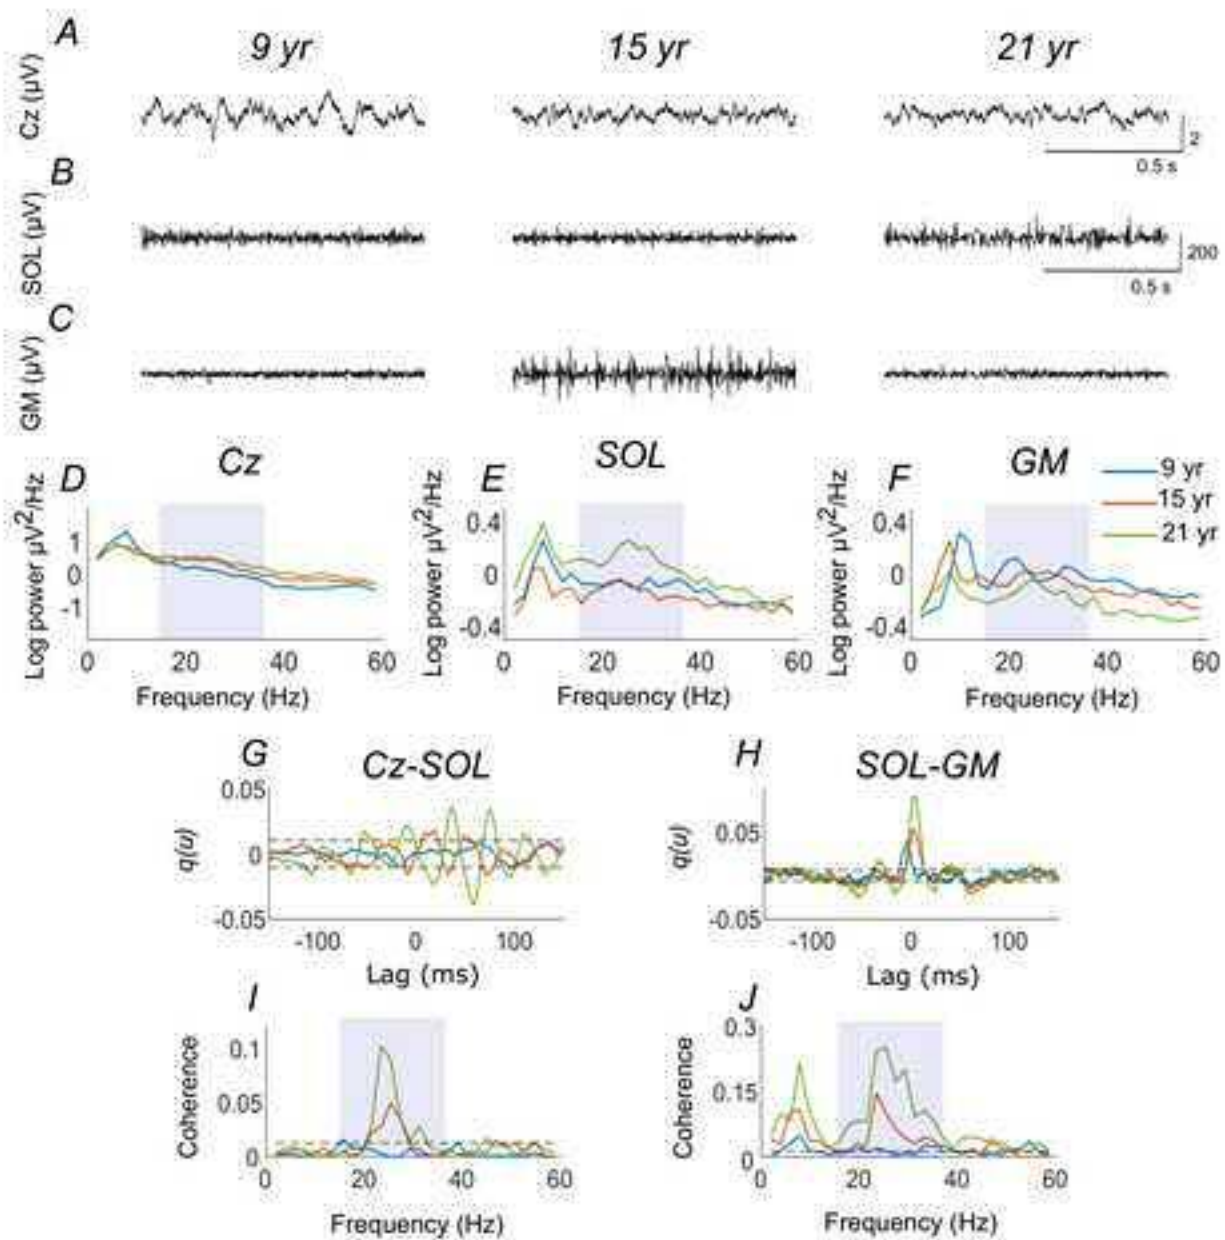 A
9 yr 15 yr 21 yr
Cz (µV)
2
0.5 s
B
SOL (µV)
200
0.5 s
C
GM (µV)
D Cz
Log power µV²/Hz
1
0
-1
0 20 40 60
Frequency (Hz)
E SOL
Log power µV²/Hz
0.4
0
-0.4
0 20 40 60
Frequency (Hz)
F GM
Log power µV²/Hz
0.4
0
-0.4
0 20 40 60
Frequency (Hz)
9 yr
15 yr
21 yr
G Cz-SOL
q(u)
0.05
0
-0.05
-100 0 100
Lag (ms)
H SOL-GM
q(u)
0.05
-0.05
-100 0 100
Lag (ms)
I
Coherence
0.1
0.05
0
0 20 40 60
Frequency (Hz)
J
Coherence
0.3
0.15
0
0 20 40 60
Frequency (Hz)